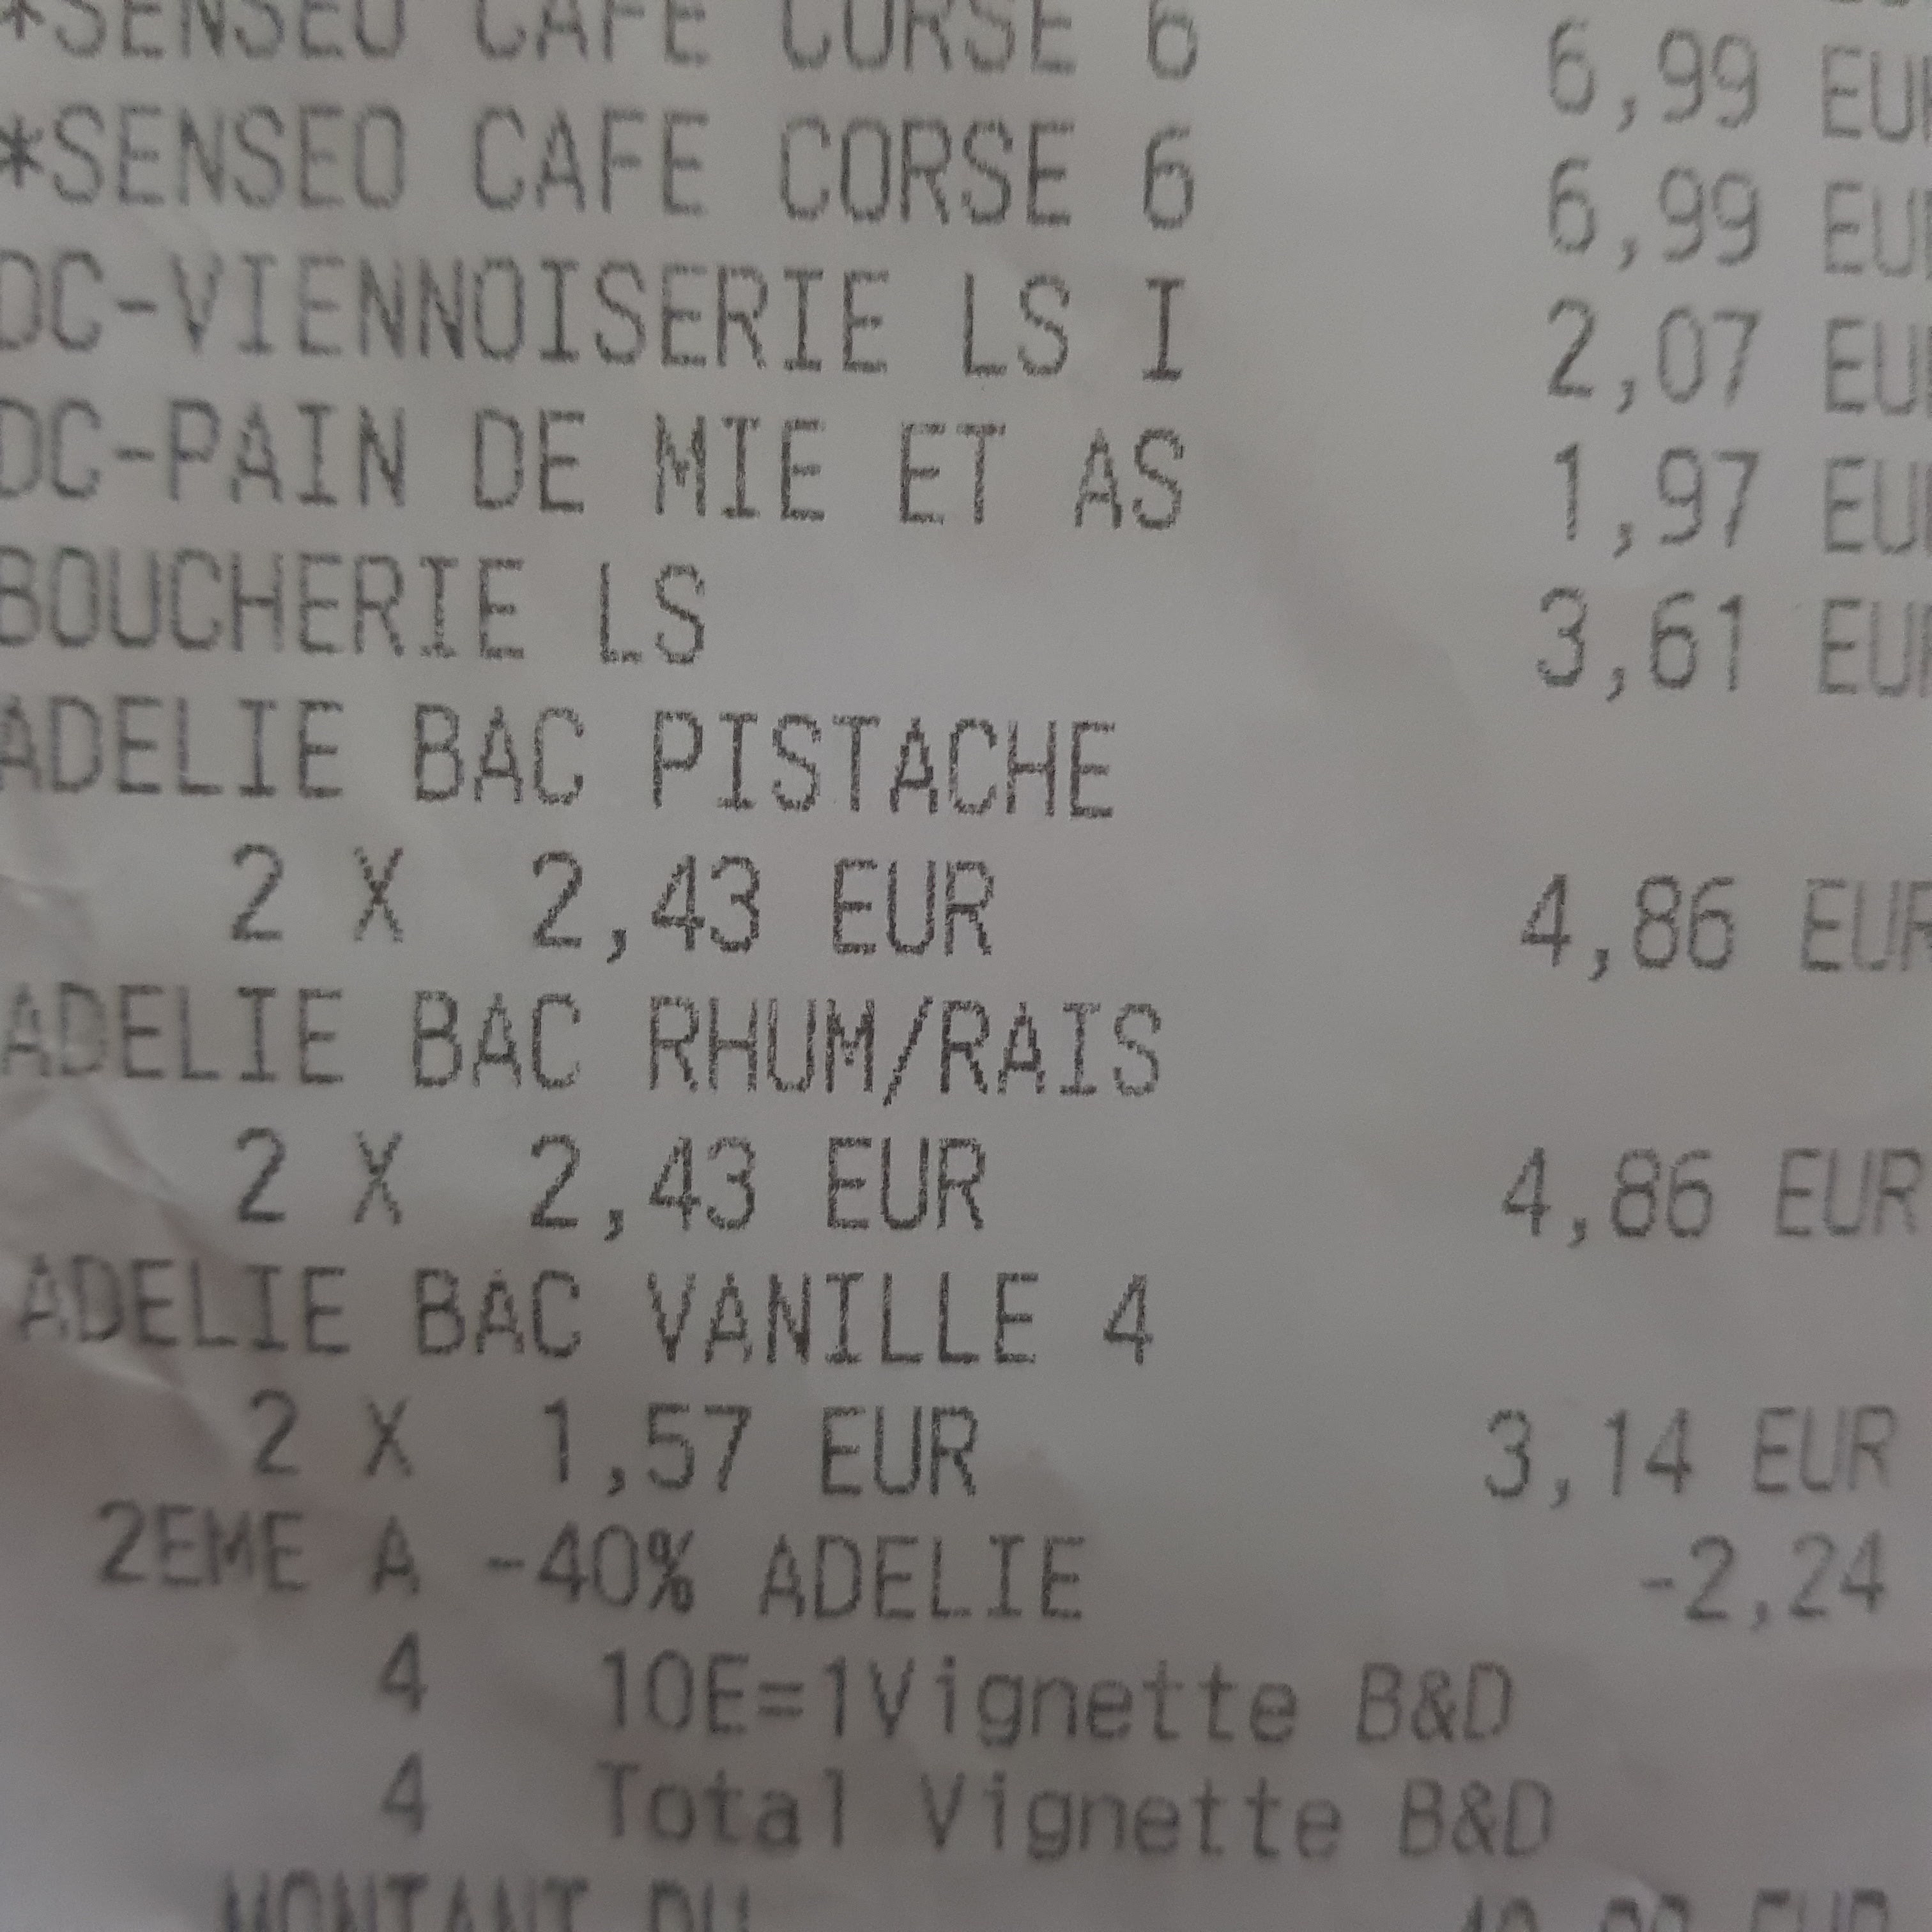 *SENSEO CAFE CORSE 6 6,99 EUR
*SENSEO CAFE CORSE 6 6,99 EUR
DC-VIENNOISERIE LS I 2,07 EUR
DC-PAIN DE MIE ET AS 1,97 EUR
BOUCHERIE LS 3,61 EUR
ADELIE BAC PISTACHE
2 X 2,43 EUR 4,86 EUR
ADELIE BAC RHUM/RAIS
2 X 2,43 EUR 4,86 EUR
ADELIE BAC VANILLE 4
2 X 1,57 EUR 3,14 EUR
2EME A -40% ADELIE -2,24
4 10E=1Vignette B&D
4 Total Vignette B&D
MONTANT DU EUR